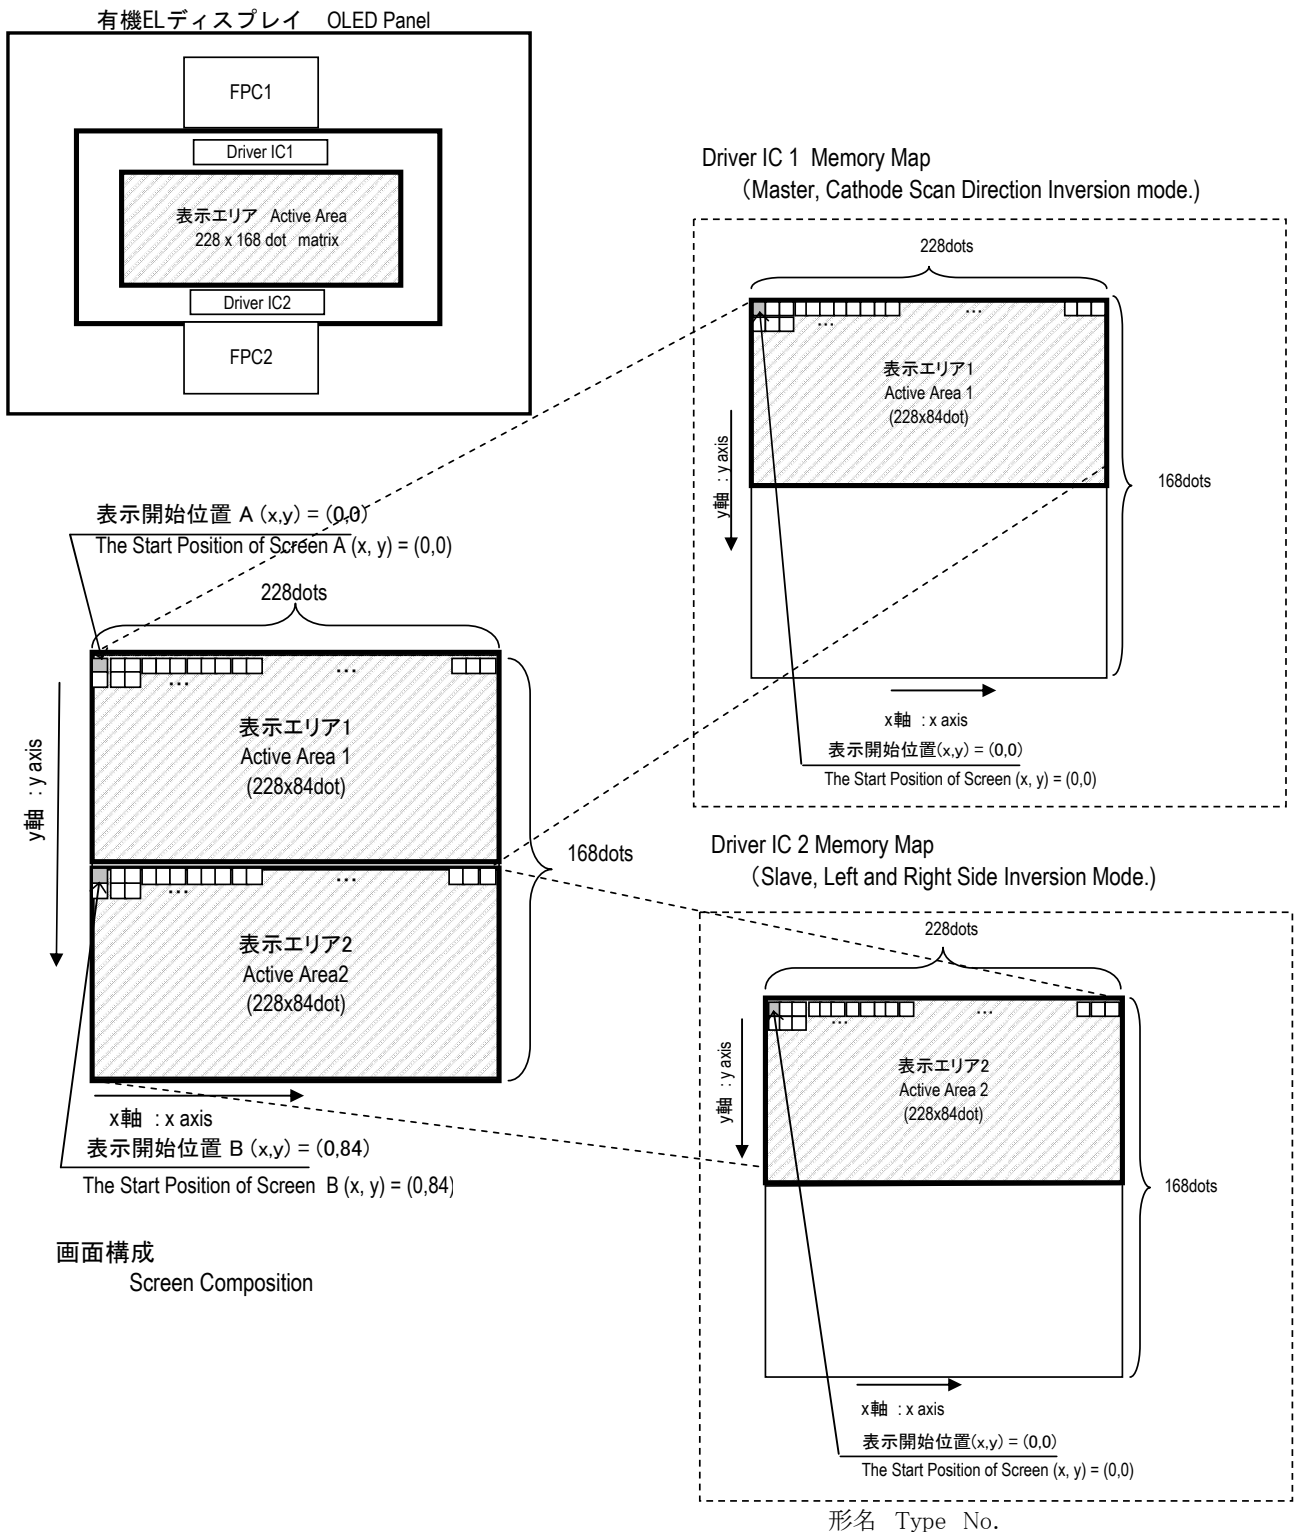 有機ELディスプレイ OLED Panel
FPC1
Driver IC1
表示エリア Active Area
228 x 168 dot matrix
Driver IC2
FPC2
Driver IC 1 Memory Map
(Master, Cathode Scan Direction Inversion mode.)
228dots
...
...
表示エリア1
Active Area 1
(228x84dot)
y軸 : y axis
168dots
x軸 : x axis
表示開始位置(x,y) = (0,0)
The Start Position of Screen (x, y) = (0,0)
表示開始位置 A (x,y) = (0,0)
The Start Position of Screen A (x, y) = (0,0)
228dots
...
...
表示エリア1
Active Area 1
(228x84dot)
y軸 : y axis
168dots
...
...
表示エリア2
Active Area2
(228x84dot)
x軸 : x axis
表示開始位置 B (x,y) = (0,84)
The Start Position of Screen B (x, y) = (0,84)
画面構成
Screen Composition
Driver IC 2 Memory Map
(Slave, Left and Right Side Inversion Mode.)
228dots
...
...
表示エリア2
Active Area 2
(228x84dot)
y軸 : y axis
168dots
x軸 : x axis
表示開始位置(x,y) = (0,0)
The Start Position of Screen (x, y) = (0,0)
形名 Type No.